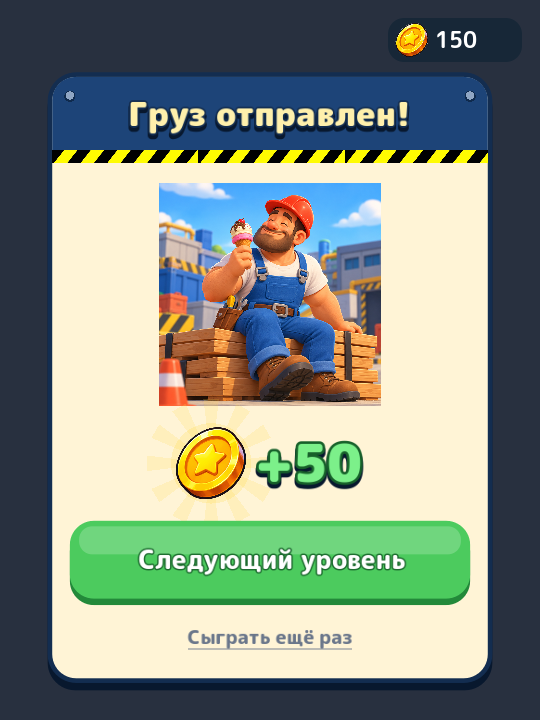 150
Груз отправлен!
+50
Следующий уровень
Сыграть ещё раз